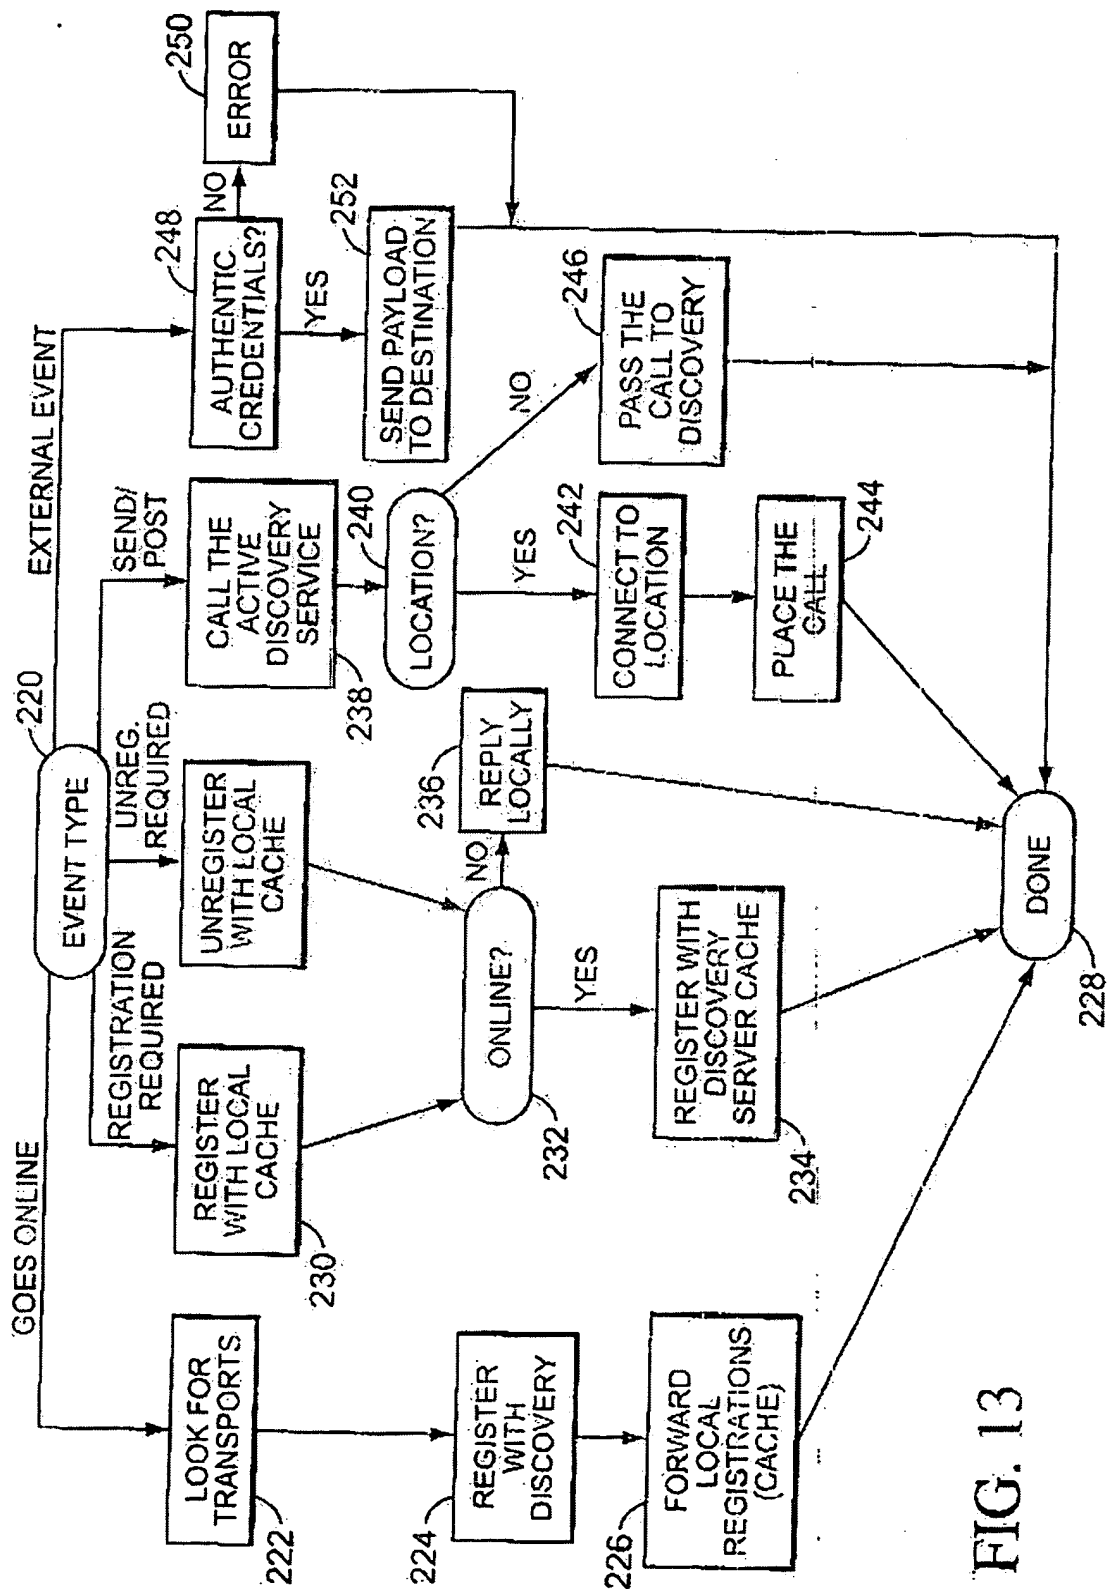 220
EVENT TYPE
GOES ONLINE
REGISTRATION
REQUIRED
UNREG.
REQUIRED
SEND/
POST
EXTERNAL EVENT
222
LOOK FOR
TRANSPORTS
230
REGISTER
WITH LOCAL
CACHE
UNREGISTER
WITH LOCAL
CACHE
238
CALL THE
ACTIVE
DISCOVERY
SERVICE
248
AUTHENTIC
CREDENTIALS?
NO
250
ERROR
YES
252
SEND PAYLOAD
TO DESTINATION
240
LOCATION?
NO
YES
232
ONLINE?
NO
YES
236
REPLY
LOCALLY
224
REGISTER
WITH
DISCOVERY
242
CONNECT TO
LOCATION
246
PASS THE
CALL TO
DISCOVERY
226
FORWARD
LOCAL
REGISTRATIONS
(CACHE)
234
REGISTER WITH
DISCOVERY
SERVER CACHE
244
PLACE THE
CALL
DONE
228
FIG. 13